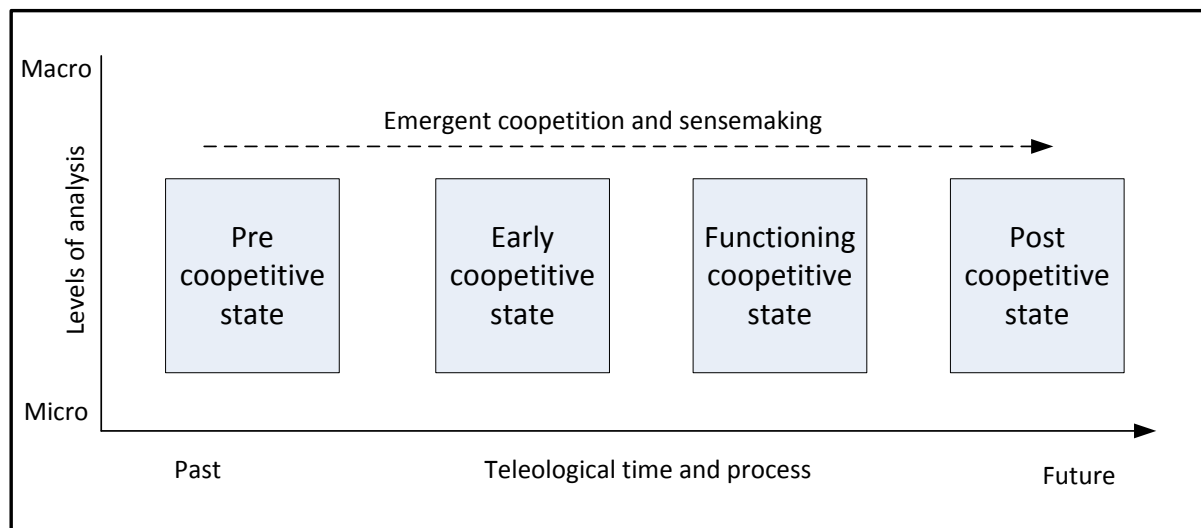 Macro
Emergent coopetition and sensemaking
Levels of analysis
Pre
coopetitive
state
Early
coopetitive
state
Functioning
coopetitive
state
Post
coopetitive
state
Micro
Past
Teleological time and process
Future